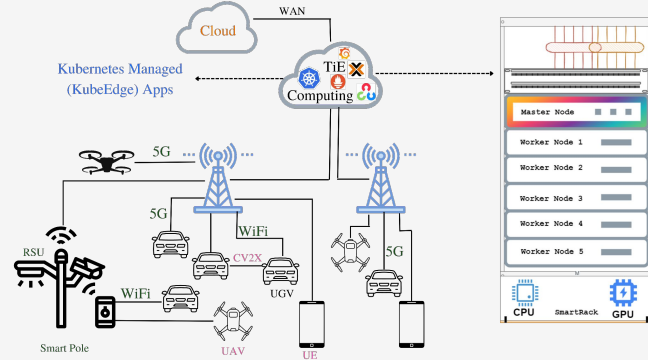 Cloud
WAN
Kubernetes Managed
(KubeEdge) Apps
TiE
Computing
5G
5G
WiFi
CV2X
UGV
5G
RSU
WiFi
Smart Pole
UAV
UE
Master Node
Worker Node 1
Worker Node 2
Worker Node 3
Worker Node 4
Worker Node 5
CPU
SmartRack
GPU